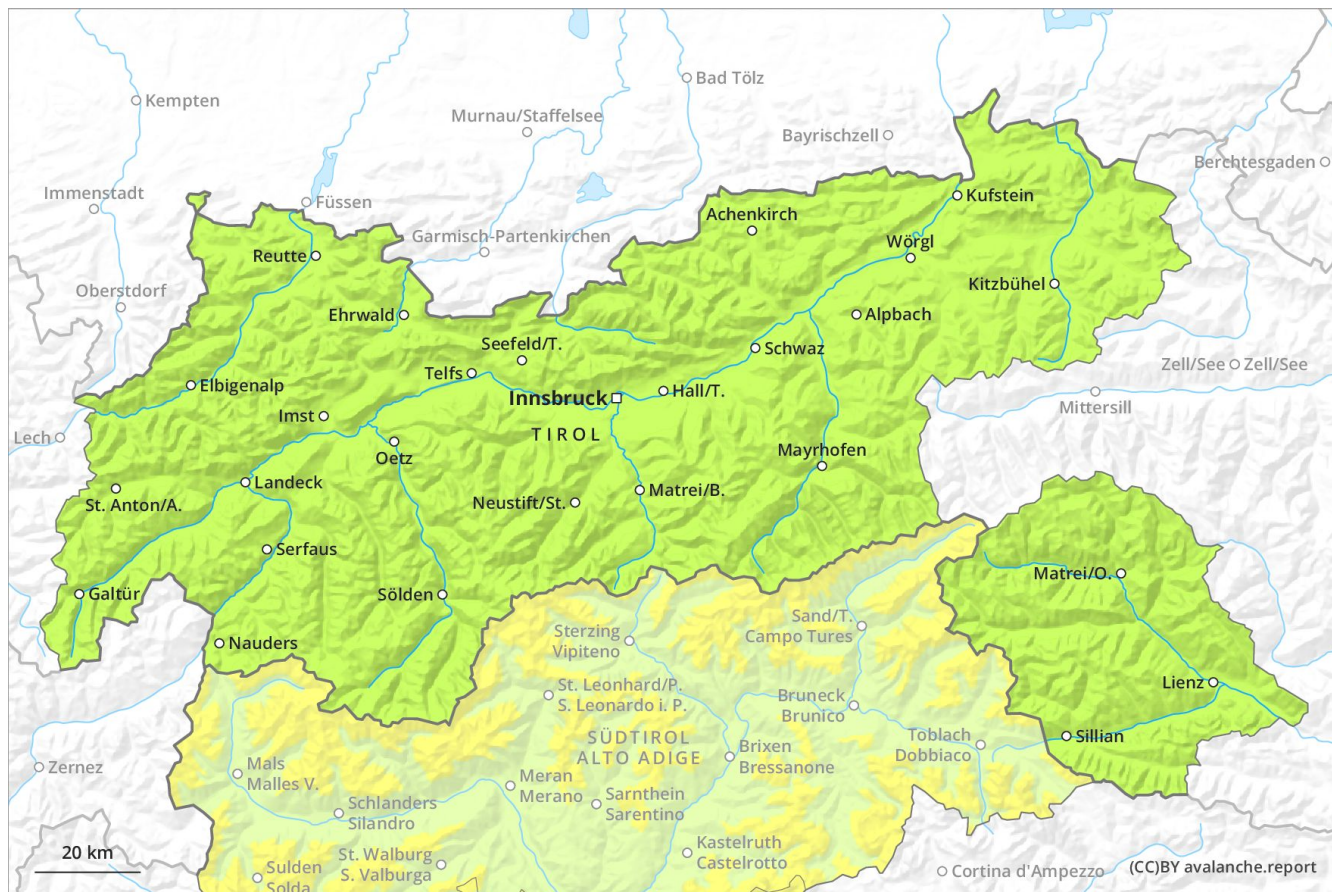 Bad Tölz
Kempten
Murnau/Staffelsee
Bayrischzell
Berchtesgaden
Immenstadt
Füssen
Kufstein
Achenkirch
Garmisch-Partenkirchen
Wörgl
Reutte
Oberstdorf
Kitzbühel
Ehrwald
Alpbach
Seefeld/T.
Schwaz
Zell/See
Zell/See
Telfs
Elbigenalp
Hall/T.
Innsbruck
Mittersill
Imst
TIROL
Lech
Mayrhofen
Oetz
Landeck
Matrei/B.
St. Anton/A.
Neustift/St.
Serfaus
Matrei/O.
Galtür
Sölden
Sand/T.
Campo Tures
Sterzing
Vipiteno
Nauders
Lienz
St. Leonhard/P.
S. Leonardo i. P.
Bruneck
Brunico
SÜDTIROL
ALTO ADIGE
Toblach
Dobbiaco
Sillian
Brixen
Bressanone
Zernez
Mals
Malles V.
Meran
Merano
Sarnthein
Sarentino
Schlanders
Silandro
Kastelruth
Castelrotto
20 km
St. Walburg
S. Valburga
Sulden
Solda
Cortina d'Ampezzo
(CC)BY avalanche.report